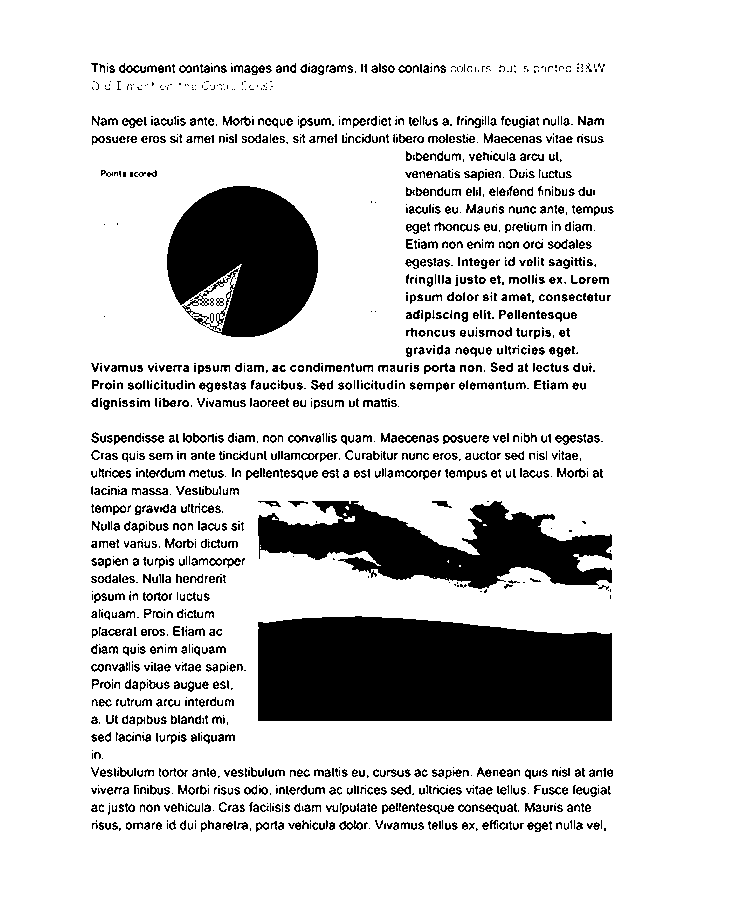 This document contains images and diagrams. It also contains colours, but is printed B&W
Did I mention the Comic Sans?
Nam eget iaculis ante. Morbi neque ipsum, imperdiet in tellus a, fringilla feugiat nulla. Nam
posuere eros sit amet nisl sodales, sit amet tincidunt libero molestie. Maecenas vitae risus
bibendum, vehicula arcu ut,
venenatis sapien. Duis luctus
bibendum elit, eleifend finibus dui
iaculis eu. Mauris nunc ante, tempus
eget rhoncus eu, pretium in diam.
Etiam non enim non orci sodales
egestas. Integer id velit sagittis,
fringilla justo et, mollis ex. Lorem
ipsum dolor sit amet, consectetur
adipiscing elit. Pellentesque
rhoncus euismod turpis, et
gravida neque ultricies eget.
Points scored
Vivamus viverra ipsum diam, ac condimentum mauris porta non. Sed at lectus dui.
Proin sollicitudin egestas faucibus. Sed sollicitudin semper elementum. Etiam eu
dignissim libero. Vivamus laoreet eu ipsum ut mattis.
Suspendisse at lobortis diam, non convallis quam. Maecenas posuere vel nibh ut egestas.
Cras quis sem in ante tincidunt ullamcorper. Curabitur nunc eros, auctor sed nisl vitae,
ultrices interdum metus. In pellentesque est a est ullamcorper tempus et ut lacus. Morbi at
lacinia massa. Vestibulum
tempor gravida ultrices.
Nulla dapibus non lacus sit
amet varius. Morbi dictum
sapien a turpis ullamcorper
sodales. Nulla hendrerit
ipsum in tortor luctus
aliquam. Proin dictum
placerat eros. Etiam ac
diam quis enim aliquam
convallis vitae vitae sapien.
Proin dapibus augue est,
nec rutrum arcu interdum
a. Ut dapibus blandit mi,
sed lacinia turpis aliquam
in.
Vestibulum tortor ante, vestibulum nec mattis eu, cursus ac sapien. Aenean quis nisl at ante
viverra finibus. Morbi risus odio, interdum ac ultrices sed, ultricies vitae tellus. Fusce feugiat
ac justo non vehicula. Cras facilisis diam vulputate pellentesque consequat. Mauris ante
risus, ornare id dui pharetra, porta vehicula dolor. Vivamus tellus ex, efficitur eget nulla vel,